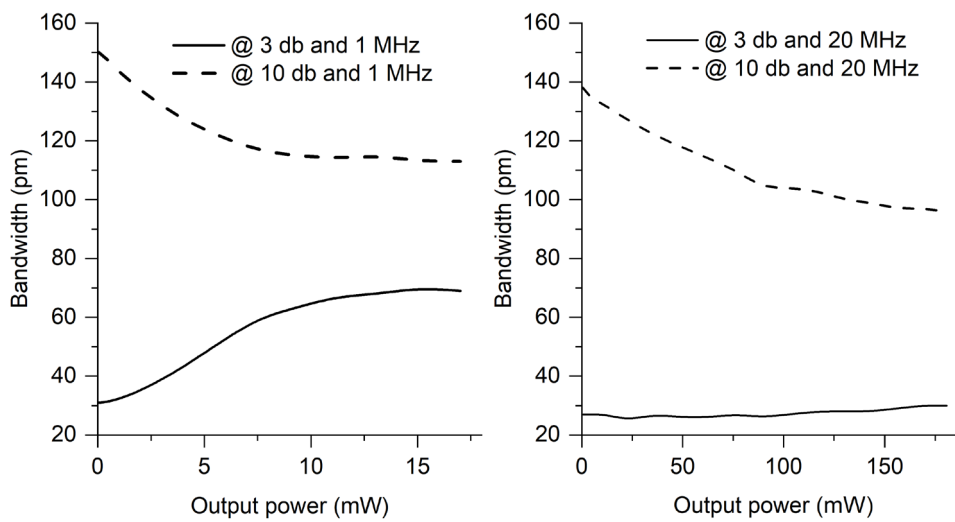 160
140
120
100
80
60
40
20
Bandwidth (pm)
@ 3 db and 1 MHz
@ 10 db and 1 MHz
0 5 10 15
Output power (mW)
160
140
120
100
80
60
40
20
Bandwidth (pm)
@ 3 db and 20 MHz
@ 10 db and 20 MHz
0 50 100 150
Output power (mW)